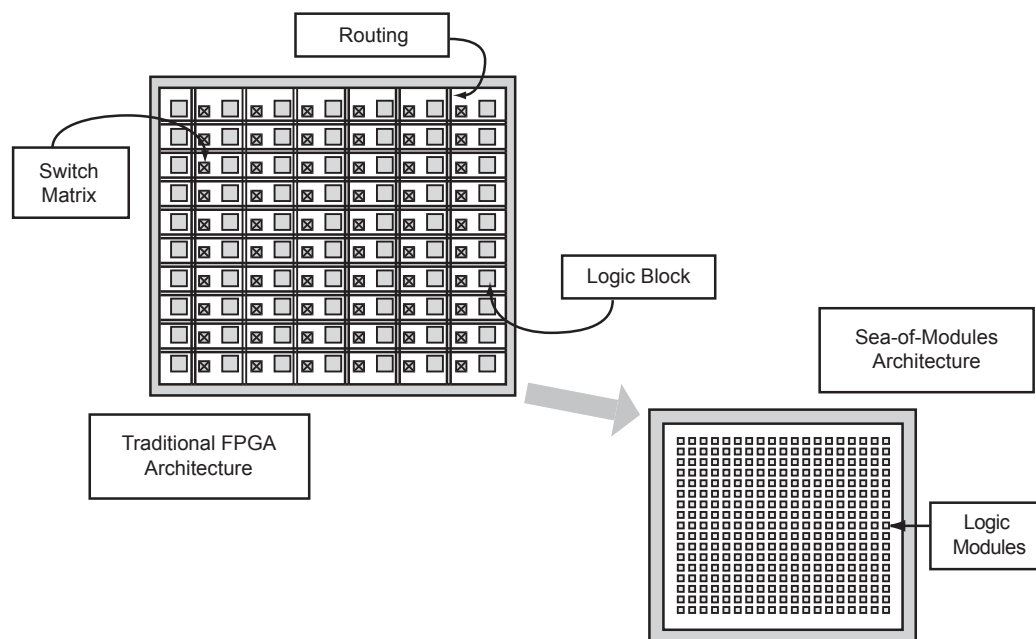 Routing
Switch
Matrix
Logic Block
Sea-of-Modules
Architecture
Traditional FPGA
Architecture
Logic
Modules